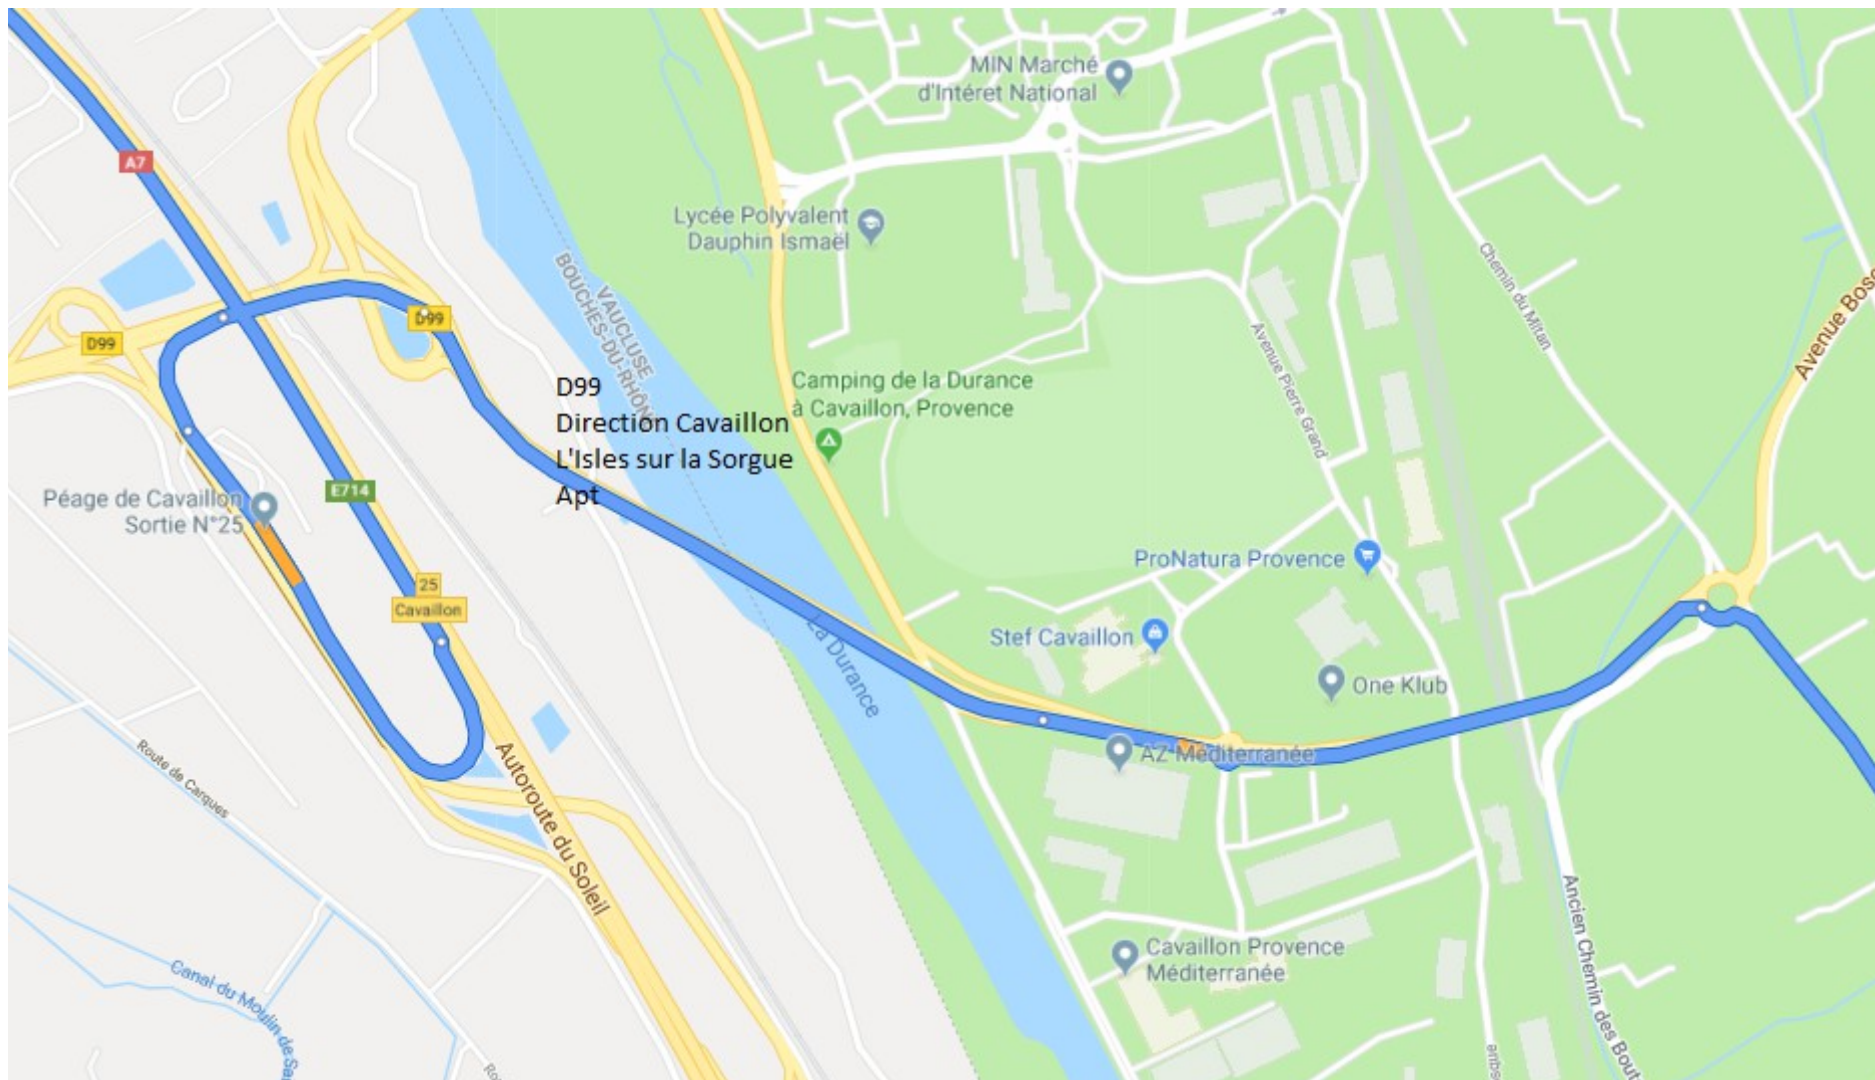 MIN Marché
d'Intéret National
A7
Lycée Polyvalent
Dauphin Ismaël
VAUCLUSE
BOUCHES-DU-RHÔNE
Chemin du Mitan
D99
D99
Avenue Pierre Grand
Camping de la Durance
à Cavaillon, Provence
D99
Direction Cavaillon
L'Isles sur la Sorgue
Apt
Péage de Cavaillon
Sortie N°25
E714
ProNatura Provence
25
Cavaillon
Stef Cavaillon
La Durance
One Klub
AZ Méditerranée
Route de Carques
Autoroute du Soleil
Cavaillon Provence
Méditerranée
Ancien Chemin des Bout
Canal du Moulin de
Avenue